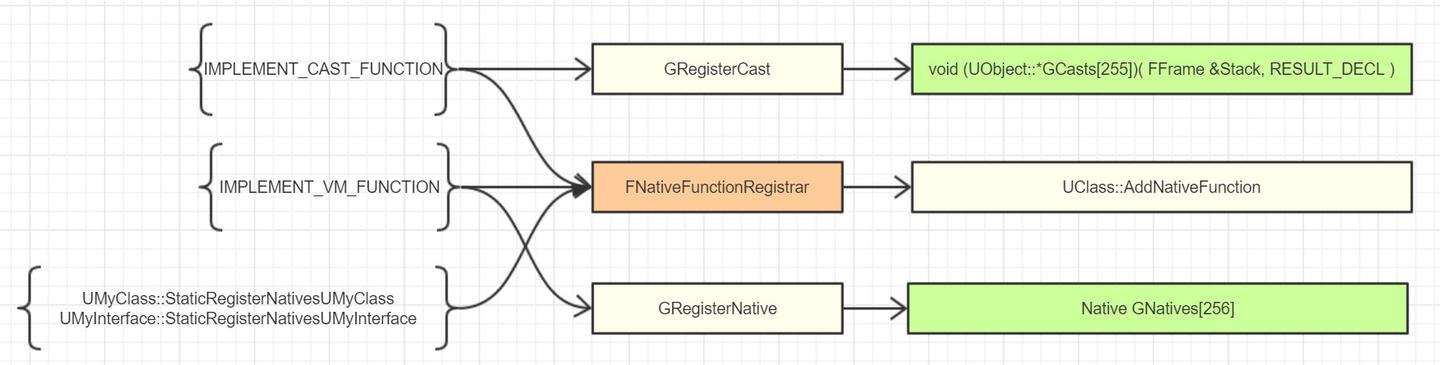 IMPLEMENT_CAST_FUNCTION
GRegisterCast
void (UObject::*GCasts[255])( FFrame &Stack, RESULT_DECL )
IMPLEMENT_VM_FUNCTION
FNativeFunctionRegistrar
UClass::AddNativeFunction
UMyClass::StaticRegisterNativesUMyClass
UMyInterface::StaticRegisterNativesUMyInterface
GRegisterNative
Native GNatives[256]